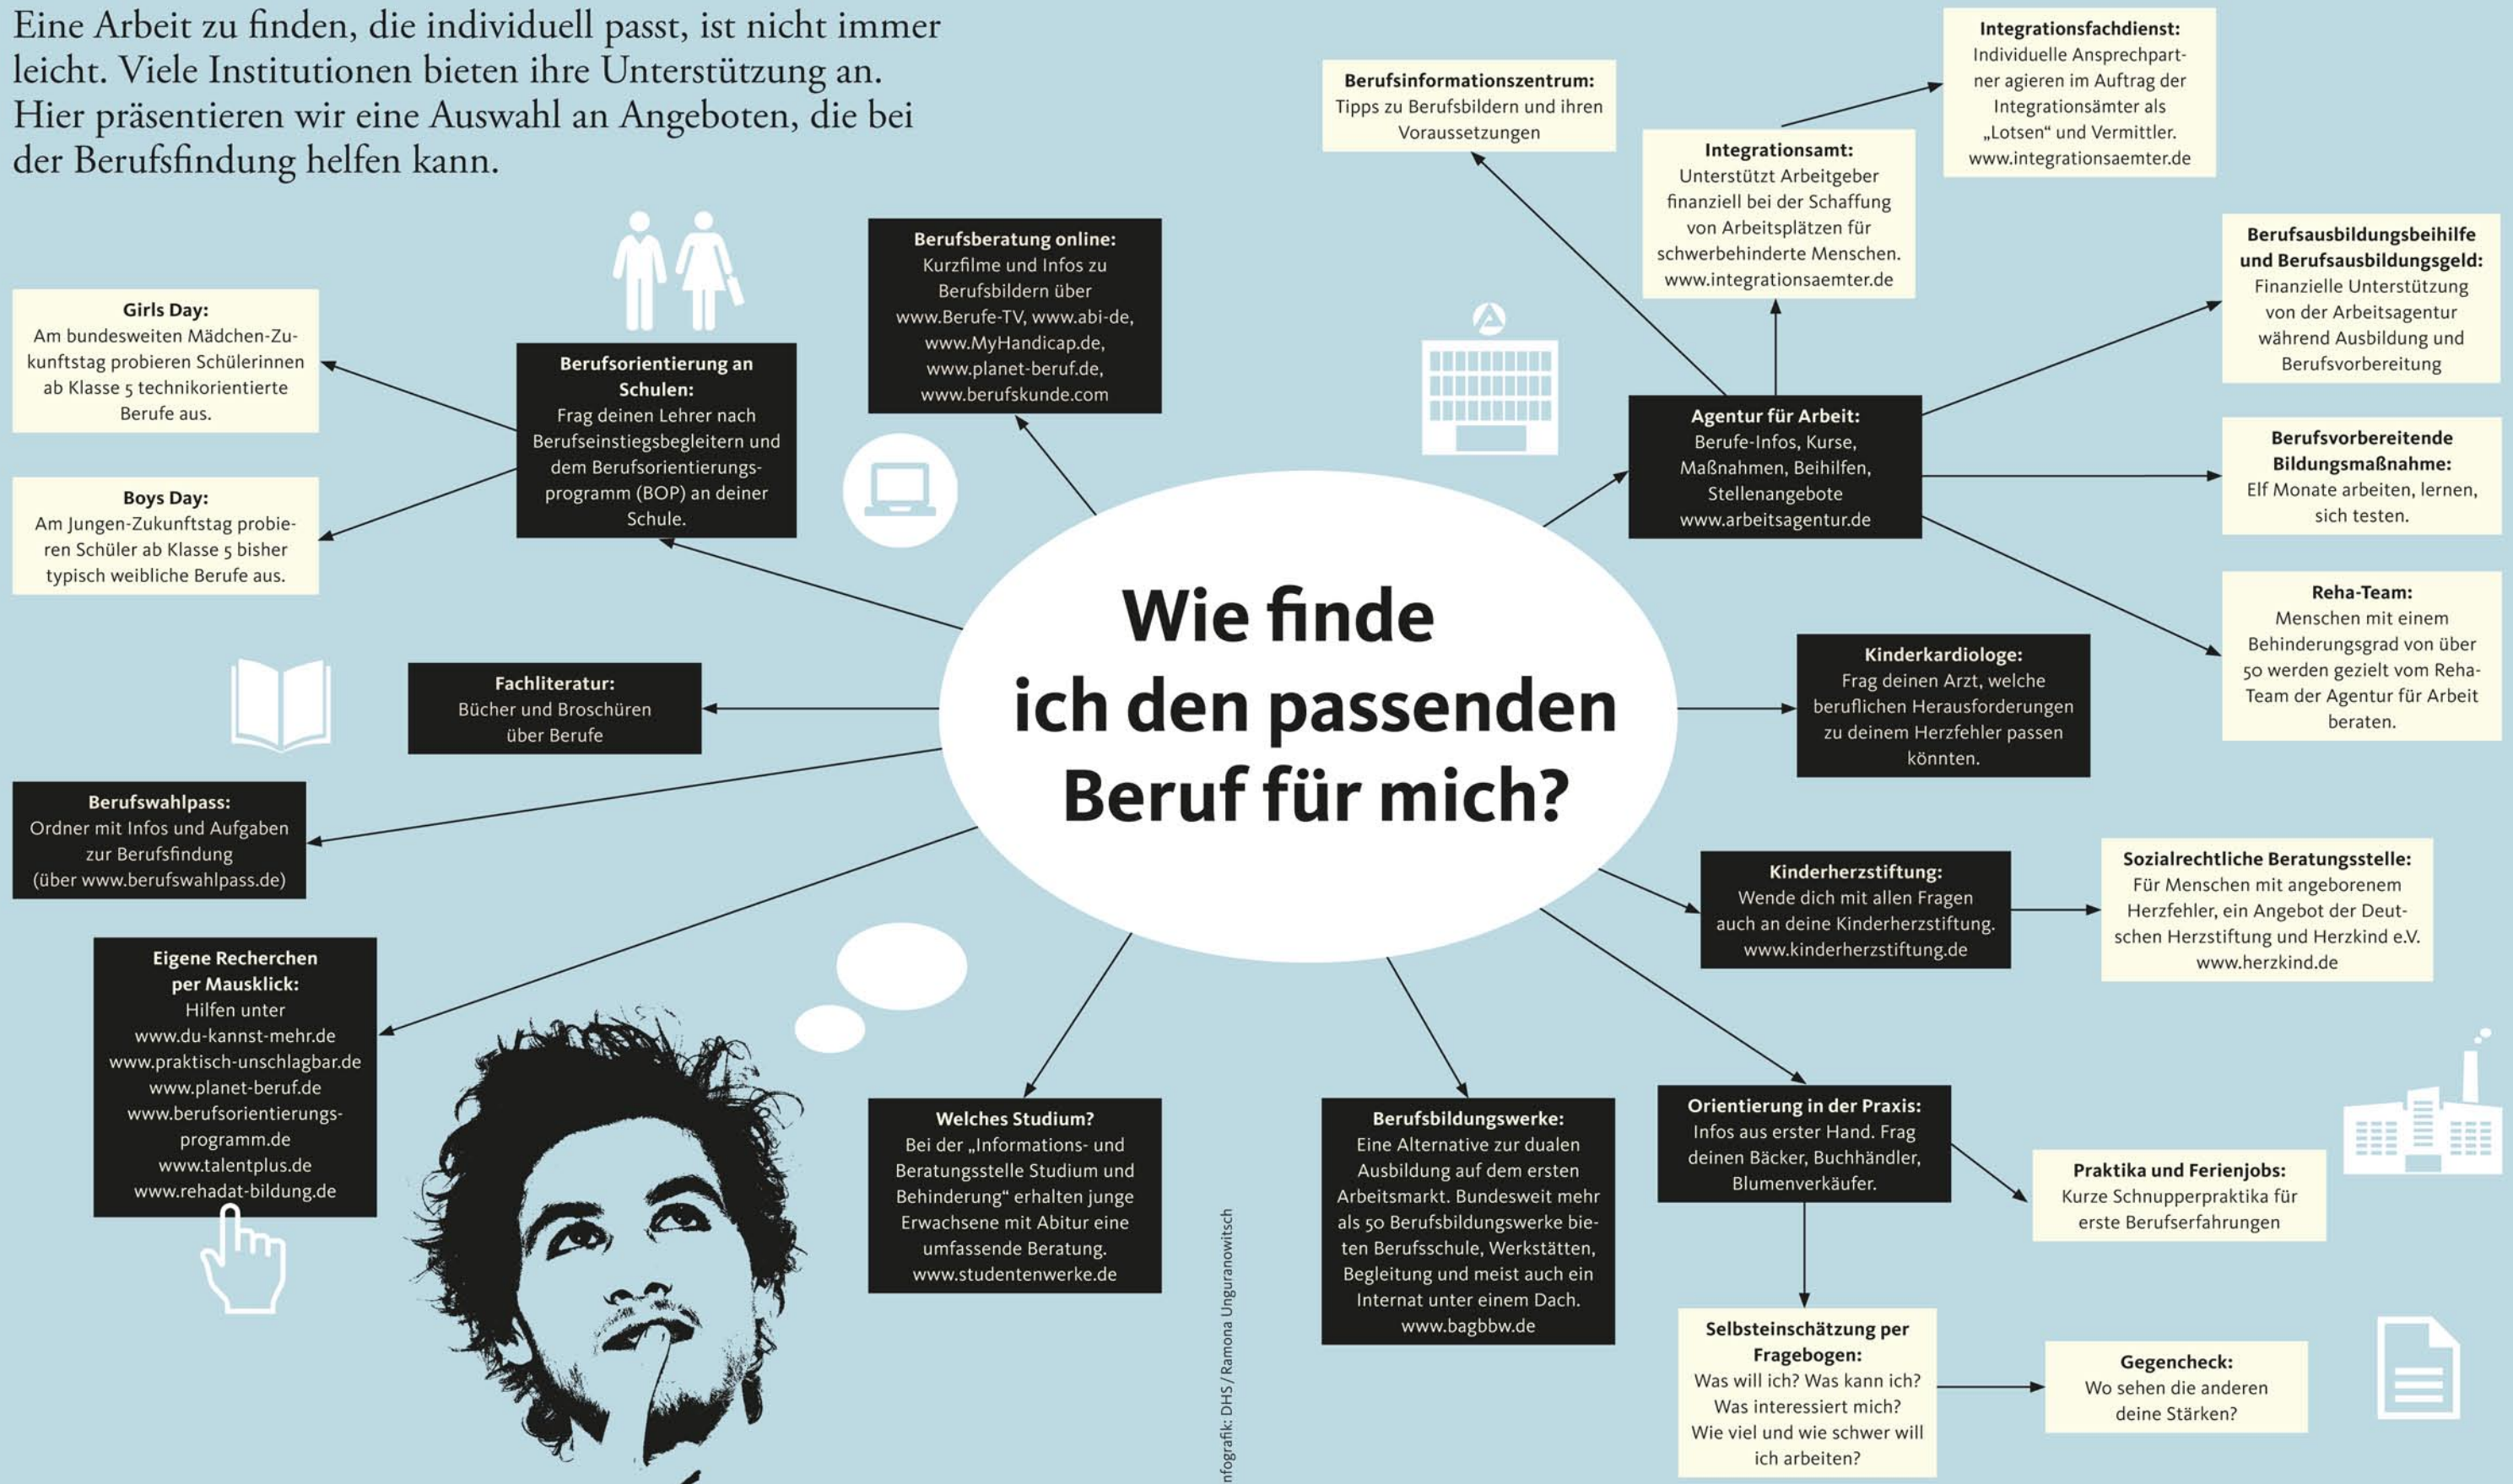 Eine Arbeit zu finden, die individuell passt, ist nicht immer
leicht. Viele Institutionen bieten ihre Unterstützung an.
Hier präsentieren wir eine Auswahl an Angeboten, die bei
der Berufsfindung helfen kann.
Wie finde
ich den passenden
Beruf für mich?
Girls Day:
Am bundesweiten Mädchen-Zu-
kunftstag probieren Schülerinnen
ab Klasse 5 technikorientierte
Berufe aus.
Boys Day:
Am Jungen-Zukunftstag probie-
ren Schüler ab Klasse 5 bisher
typisch weibliche Berufe aus.
Berufsorientierung an
Schulen:
Frag deinen Lehrer nach
Berufseinstiegsbegleitern und
dem Berufsorientierungs-
programm (BOP) an deiner
Schule.
Berufsberatung online:
Kurzfilme und Infos zu
Berufsbildern über
www.Berufe-TV, www.abi-de,
www.MyHandicap.de,
www.planet-beruf.de,
www.berufskunde.com
Berufsinformationszentrum:
Tipps zu Berufsbildern und ihren
Voraussetzungen
Integrationsamt:
Unterstützt Arbeitgeber
finanziell bei der Schaffung
von Arbeitsplätzen für
schwerbehinderte Menschen.
www.integrationsaemter.de
Integrationsfachdienst:
Individuelle Ansprechpart-
ner agieren im Auftrag der
Integrationsämter als
„Lotsen“ und Vermittler.
www.integrationsaemter.de
Agentur für Arbeit:
Berufe-Infos, Kurse,
Maßnahmen, Beihilfen,
Stellenangebote
www.arbeitsagentur.de
Berufsausbildungsbeihilfe
und Berufsausbildungsgeld:
Finanzielle Unterstützung
von der Arbeitsagentur
während Ausbildung und
Berufsvorbereitung
Berufsvorbereitende
Bildungsmaßnahme:
Elf Monate arbeiten, lernen,
sich testen.
Reha-Team:
Menschen mit einem
Behinderungsgrad von über
50 werden gezielt vom Reha-
Team der Agentur für Arbeit
beraten.
Kinderkardiologe:
Frag deinen Arzt, welche
beruflichen Herausforderungen
zu deinem Herzfehler passen
könnten.
Fachliteratur:
Bücher und Broschüren
über Berufe
Berufswahlpass:
Ordner mit Infos und Aufgaben
zur Berufsfindung
(über www.berufswahlpass.de)
Eigene Recherchen
per Mausklick:
Hilfen unter
www.du-kannst-mehr.de
www.praktisch-unschlagbar.de
www.planet-beruf.de
www.berufsorientierungs-
programm.de
www.talentplus.de
www.rehadat-bildung.de
Kinderherzstiftung:
Wende dich mit allen Fragen
auch an deine Kinderherzstiftung.
www.kinderherzstiftung.de
Sozialrechtliche Beratungsstelle:
Für Menschen mit angeborenem
Herzfehler, ein Angebot der Deut-
schen Herzstiftung und Herzkind e.V.
www.herzkind.de
Welches Studium?
Bei der „Informations- und
Beratungsstelle Studium und
Behinderung“ erhalten junge
Erwachsene mit Abitur eine
umfassende Beratung.
www.studentenwerke.de
Berufsbildungswerke:
Eine Alternative zur dualen
Ausbildung auf dem ersten
Arbeitsmarkt. Bundesweit mehr
als 50 Berufsbildungswerke bie-
ten Berufsschule, Werkstätten,
Begleitung und meist auch ein
Internat unter einem Dach.
www.bagbbw.de
Orientierung in der Praxis:
Infos aus erster Hand. Frag
deinen Bäcker, Buchhändler,
Blumenverkäufer.
Praktika und Ferienjobs:
Kurze Schnupperpraktika für
erste Berufserfahrungen
Selbsteinschätzung per
Fragebogen:
Was will ich? Was kann ich?
Was interessiert mich?
Wie viel und wie schwer will
ich arbeiten?
Gegencheck:
Wo sehen die anderen
deine Stärken?
nfografik: DHS / Ramona Unguranowitsch